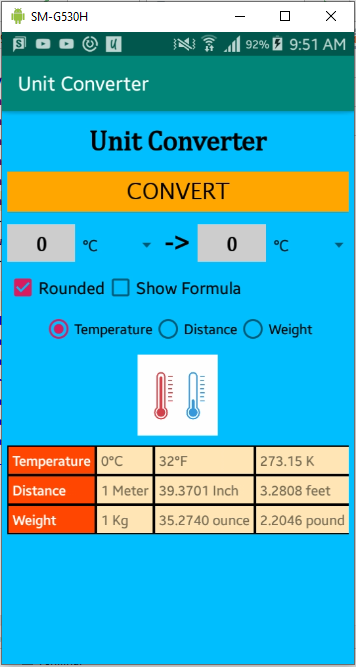 SM-G530H
92% 9:51 AM
Unit Converter
Unit Converter
CONVERT
0 °C -> 0 °C
Rounded Show Formula
Temperature Distance Weight
Temperature 0°C 32°F 273.15 K
Distance 1 Meter 39.3701 Inch 3.2808 feet
Weight 1 Kg 35.2740 ounce 2.2046 pound